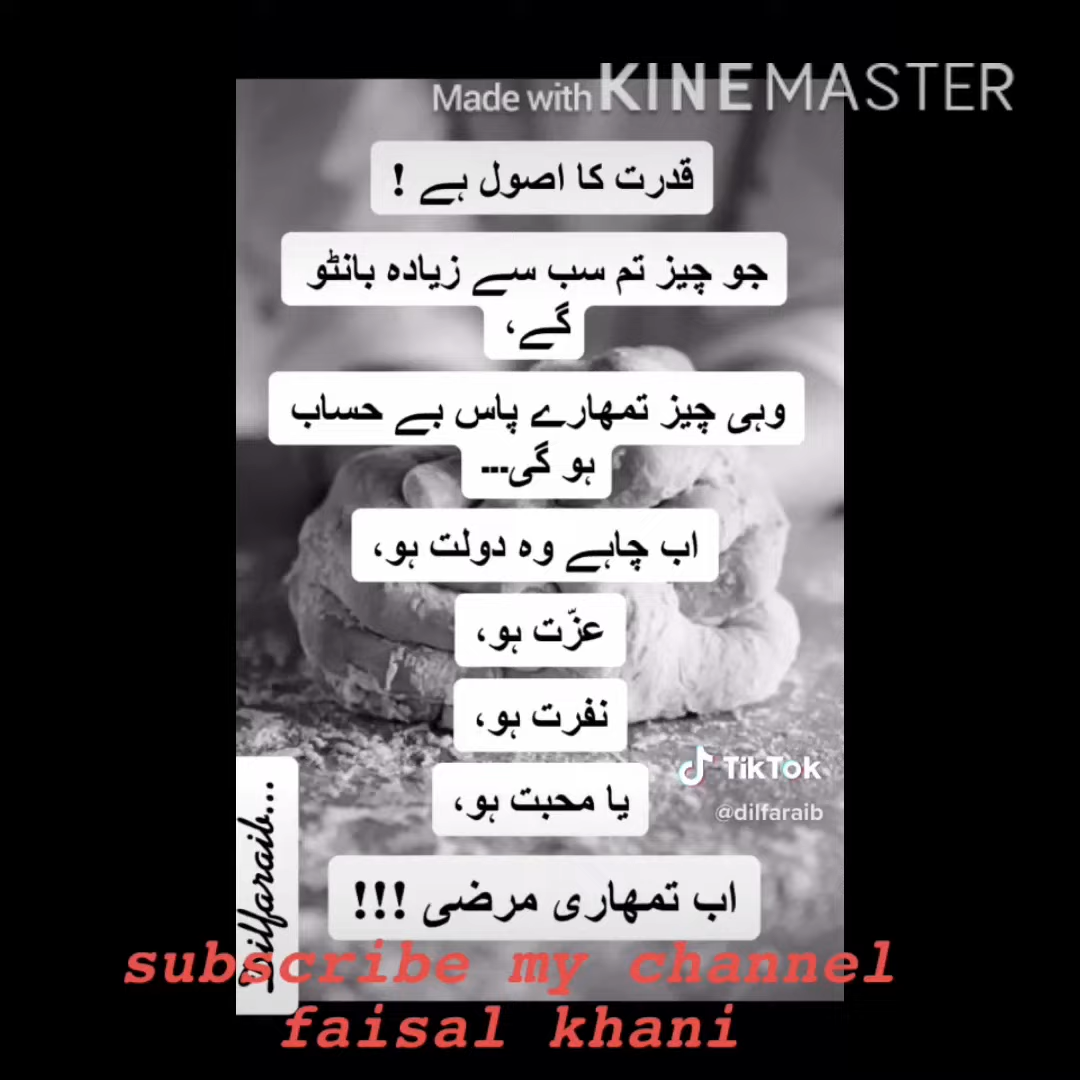 Made with KINEMASTER
قدرت کا اصول ہے !
جو چیز تم سب سے زیادہ بانٹو
گے،
وہی چیز تمھارے پاس بے حساب
ہو گی...
اب چاہے وہ دولت ہو،
عزّت ہو،
نفرت ہو،
یا محبت ہو،
اب تمھاری مرضی !!!
TikTok
@dilfaraib
Dilfaraib...
subscribe my channel
faisal khani